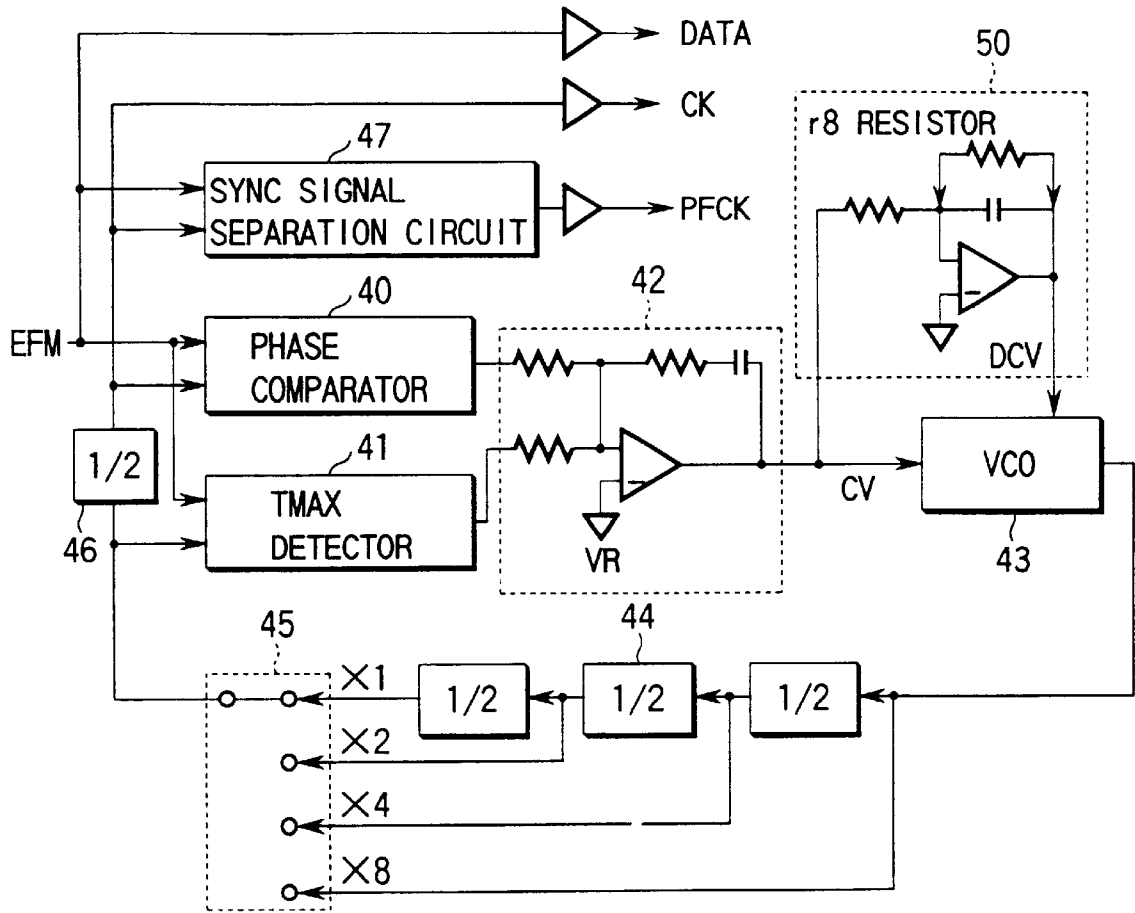 DATA
50
CK
r8 RESISTOR
47
SYNC SIGNAL
SEPARATION CIRCUIT
PFCK
40
42
EFM
PHASE
COMPARATOR
DCV
1/2
41
VCO
CV
46
TMAX
DETECTOR
VR
43
45
44
×1
1/2
1/2
1/2
×2
×4
×8